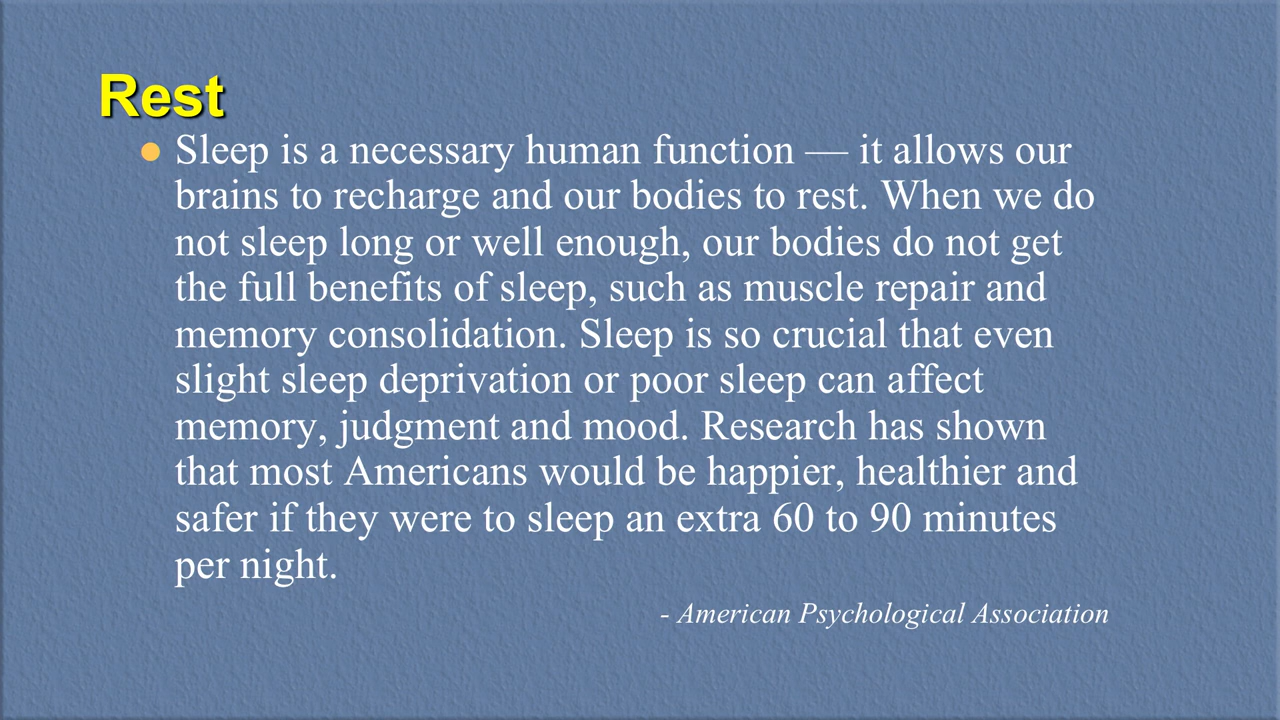 Rest
● Sleep is a necessary human function — it allows our
brains to recharge and our bodies to rest. When we do
not sleep long or well enough, our bodies do not get
the full benefits of sleep, such as muscle repair and
memory consolidation. Sleep is so crucial that even
slight sleep deprivation or poor sleep can affect
memory, judgment and mood. Research has shown
that most Americans would be happier, healthier and
safer if they were to sleep an extra 60 to 90 minutes
per night.
- American Psychological Association